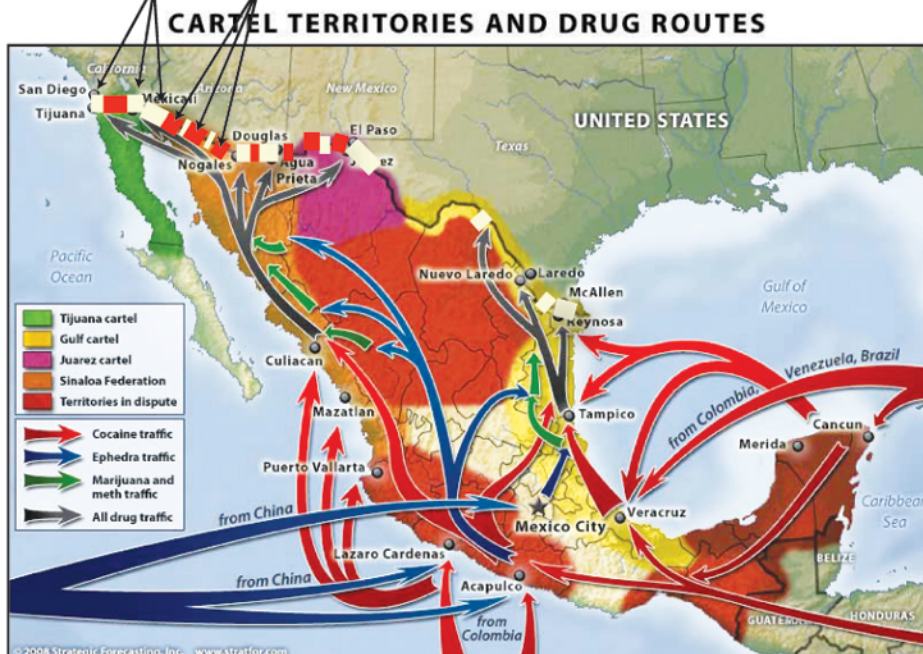 CARTEL TERRITORIES AND DRUG ROUTES
California
Arizona
New Mexico
San Diego
Tijuana
Mexicali
Douglas
El Paso
UNITED STATES
Texas
Nogales
Agua
Prieta
ez
Pacific
Ocean
Nuevo Laredo
Laredo
McAllen
Reynosa
Gulf of
Mexico
Tijuana cartel
Gulf cartel
Juarez cartel
Sinaloa Federation
Territories in dispute
Culiacan
Mazatlan
Tampico
from Colombia,
Venezuela, Brazil
Cancun
Merida
Cocaine traffic
Ephedra traffic
Marijuana and
meth traffic
All drug traffic
Puerto Vallarta
from China
Mexico City
Veracruz
Caribbean
Sea
Lazaro Cardenas
from China
Acapulco
from
Colombia
BELIZE
GUATEMALA
HONDURAS
© 2008 Strategic Forecasting, Inc. www.stratfor.com